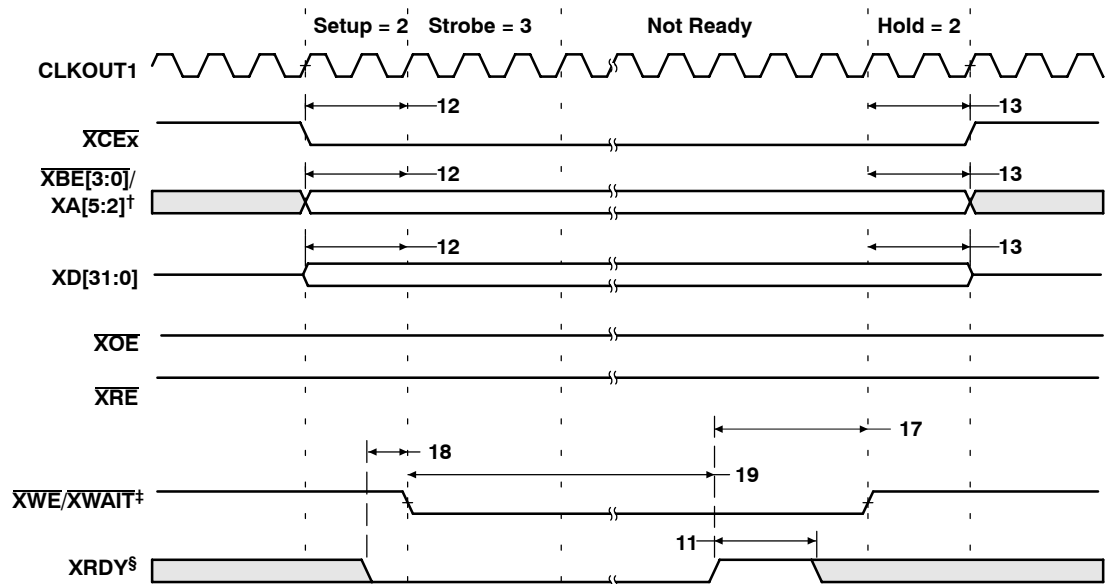 Setup = 2 Strobe = 3 Not Ready Hold = 2
CLKOUT1
12 13
XCEx
XBE[3:0]/
12 13
XA[5:2]†
12 13
XD[31:0]
XOE
XRE
17
18
19
XWE/XWAIT‡
11
XRDY§